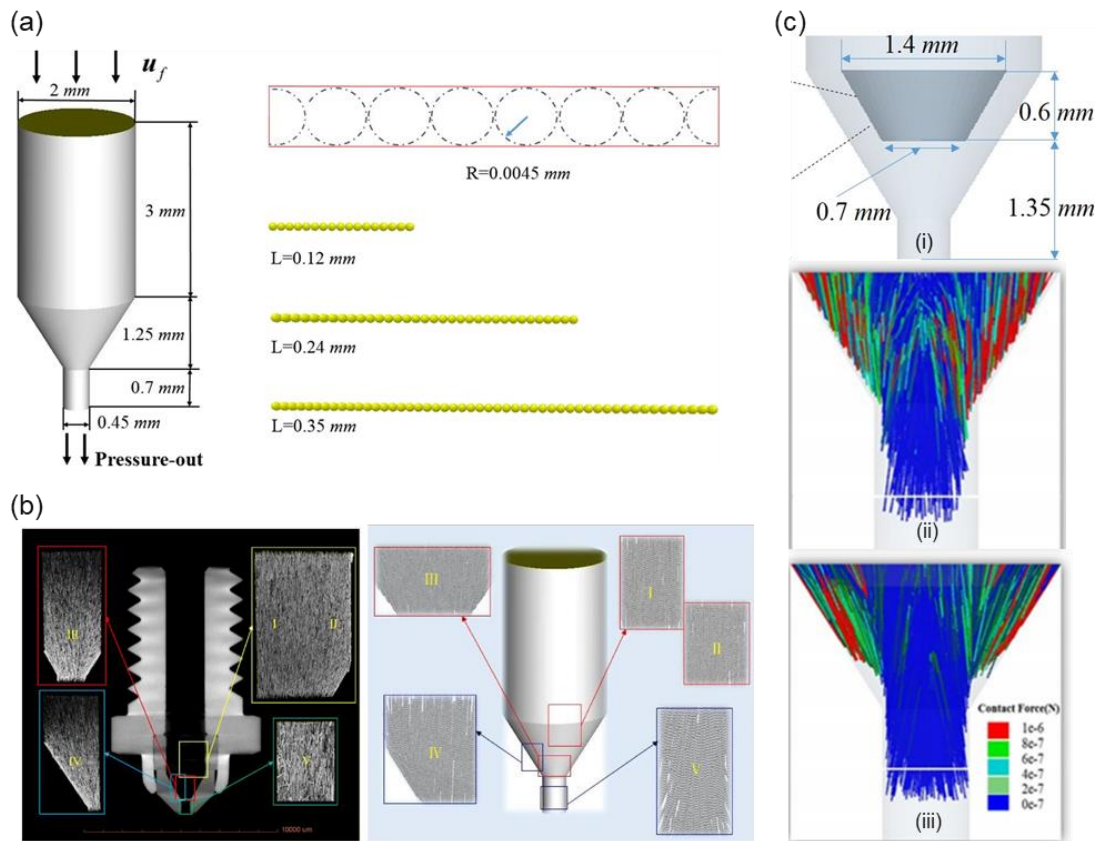 (a)
u_f
2 mm
3 mm
1.25 mm
0.7 mm
0.45 mm
Pressure-out
R=0.0045 mm
L=0.12 mm
L=0.24 mm
L=0.35 mm
(b)
III
I
II
IV
V
10000 um
III
I
II
IV
V
(c)
1.4 mm
0.6 mm
0.7 mm
1.35 mm
(i)
(ii)
Contact Force(N)
1e-6
8e-7
6e-7
4e-7
2e-7
0e-7
(iii)